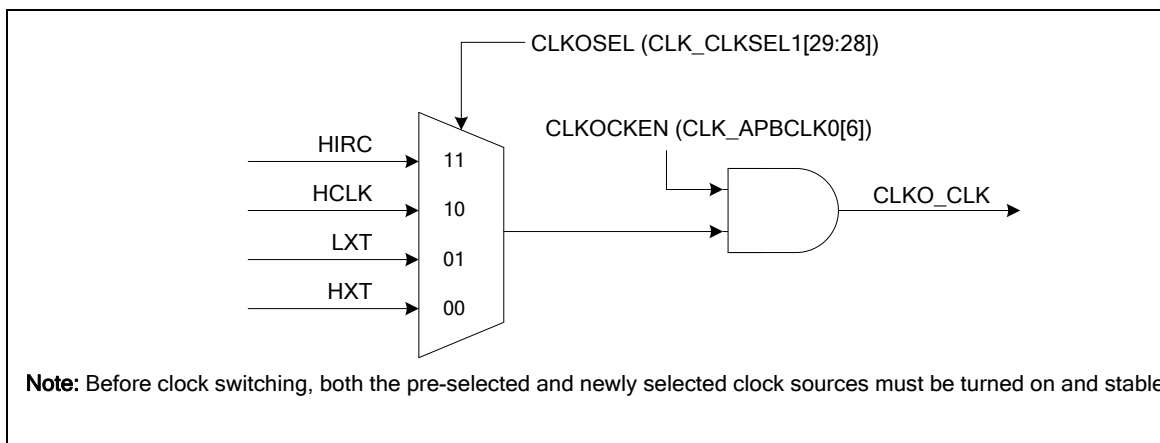 CLKOSEL (CLK_CLKSEL1[29:28])
CLKOCKEN (CLK_APBCLK0[6])
HIRC
11
HCLK
10
CLKO_CLK
LXT
01
HXT
00
Note: Before clock switching, both the pre-selected and newly selected clock sources must be turned on and stable